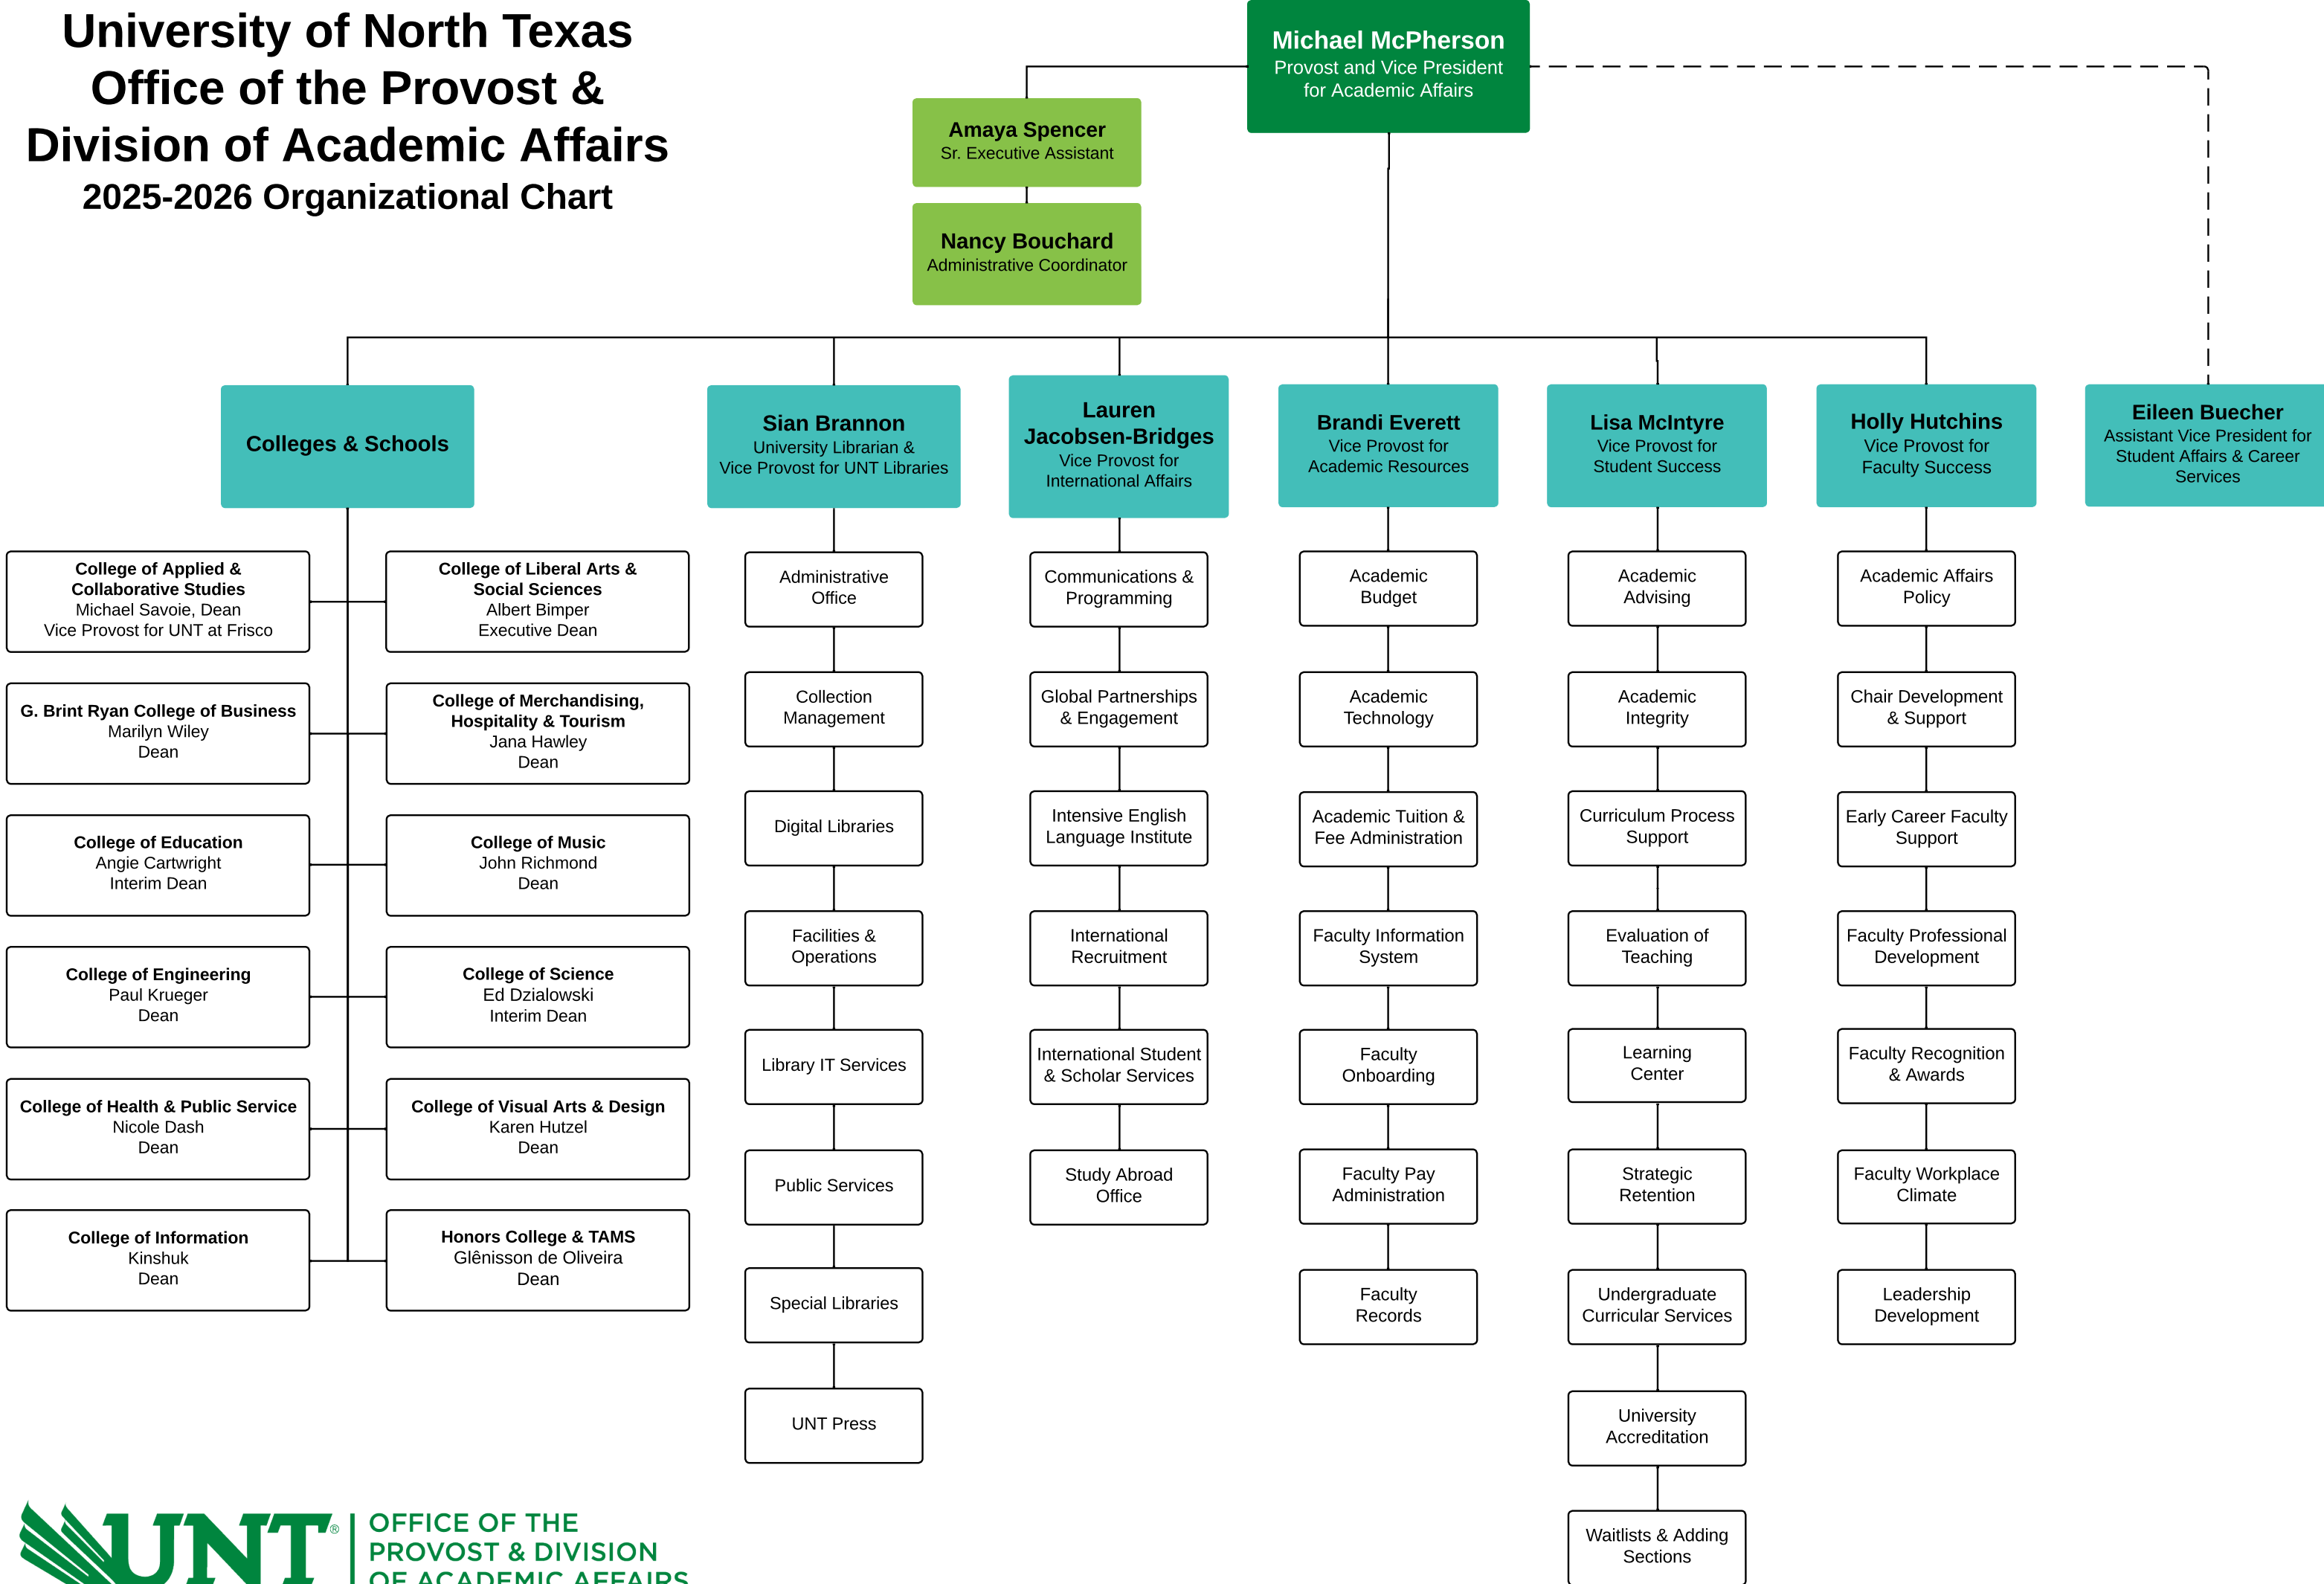 University of North Texas
Office of the Provost &
Division of Academic Affairs
2025-2026 Organizational Chart
Michael McPherson
Provost and Vice President
for Academic Affairs
Amaya Spencer
Sr. Executive Assistant
Nancy Bouchard
Administrative Coordinator
Colleges & Schools
College of Applied &
Collaborative Studies
Michael Savoie, Dean
Vice Provost for UNT at Frisco
College of Liberal Arts &
Social Sciences
Albert Bimper
Executive Dean
G. Brint Ryan College of Business
Marilyn Wiley
Dean
College of Merchandising,
Hospitality & Tourism
Jana Hawley
Dean
College of Education
Angie Cartwright
Interim Dean
College of Music
John Richmond
Dean
College of Engineering
Paul Krueger
Dean
College of Science
Ed Dzialowski
Interim Dean
College of Health & Public Service
Nicole Dash
Dean
College of Visual Arts & Design
Karen Hutzel
Dean
College of Information
Kinshuk
Dean
Honors College & TAMS
Glênisson de Oliveira
Dean
Sian Brannon
University Librarian &
Vice Provost for UNT Libraries
Administrative
Office
Collection
Management
Digital Libraries
Facilities &
Operations
Library IT Services
Public Services
Special Libraries
UNT Press
Lauren
Jacobsen-Bridges
Vice Provost for
International Affairs
Communications &
Programming
Global Partnerships
& Engagement
Intensive English
Language Institute
International
Recruitment
International Student
& Scholar Services
Study Abroad
Office
Brandi Everett
Vice Provost for
Academic Resources
Academic
Budget
Academic
Technology
Academic Tuition &
Fee Administration
Faculty Information
System
Faculty
Onboarding
Faculty Pay
Administration
Faculty
Records
Lisa McIntyre
Vice Provost for
Student Success
Academic
Advising
Academic
Integrity
Curriculum Process
Support
Evaluation of
Teaching
Learning
Center
Strategic
Retention
Undergraduate
Curricular Services
University
Accreditation
Waitlists & Adding
Sections
Holly Hutchins
Vice Provost for
Faculty Success
Academic Affairs
Policy
Chair Development
& Support
Early Career Faculty
Support
Faculty Professional
Development
Faculty Recognition
& Awards
Faculty Workplace
Climate
Leadership
Development
Eileen Buecher
Assistant Vice President for
Student Affairs & Career
Services
UNT®
OFFICE OF THE
PROVOST & DIVISION
OF ACADEMIC AFFAIRS